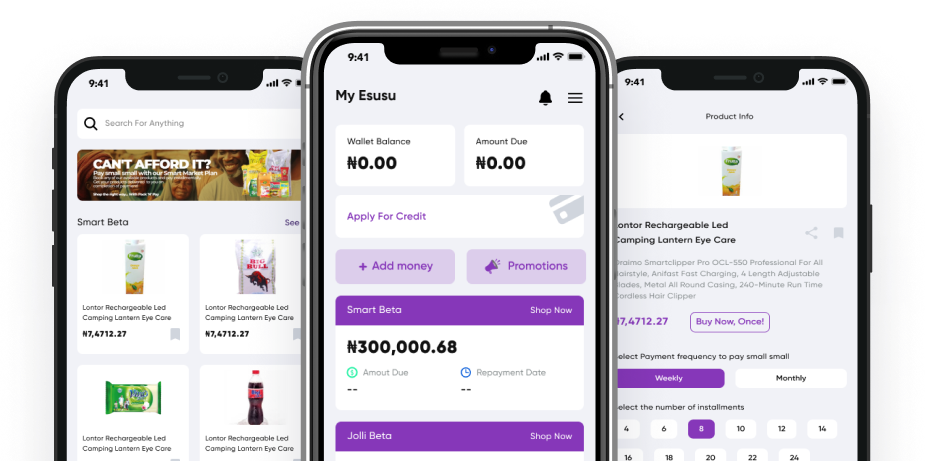 9:41
Search For Anything
CAN'T AFFORD IT?
Pay small small with our Smart Market Plan
Smart Beta
See
BIG
BULL
Lontor Rechargeable Led
Camping Lantern Eye Care
₦7,4712.27
Lontor Rechargeable Led
Camping Lantern Eye Care
₦7,4712.27
Lontor Rechargeable Led
Camping Lantern Eye Care
Lontor Rechargeable Led
Camping Lantern Eye Care
9:41
My Esusu
Wallet Balance
₦0.00
Amount Due
₦0.00
Apply For Credit
+ Add money
Promotions
Smart Beta
Shop Now
₦300,000.68
Amout Due
--
Repayment Date
--
Jolli Beta
Shop Now
9:41
Product Info
ontor Rechargeable Led
Camping Lantern Eye Care
Oraimo Smartclipper Pro OCL-S50 Professional For All
Hairstyle, Anifast Fast Charging, 4 Length Adjustable
Blades, Metal All Round Casing, 240-Minute Run Time
Cordless Hair Clipper
₦7,4712.27
Buy Now, Once!
elect Payment frequency to pay small small
Weekly
Monthly
elect the number of installments
4 6 8 10 12 14
16 18 20 22 24